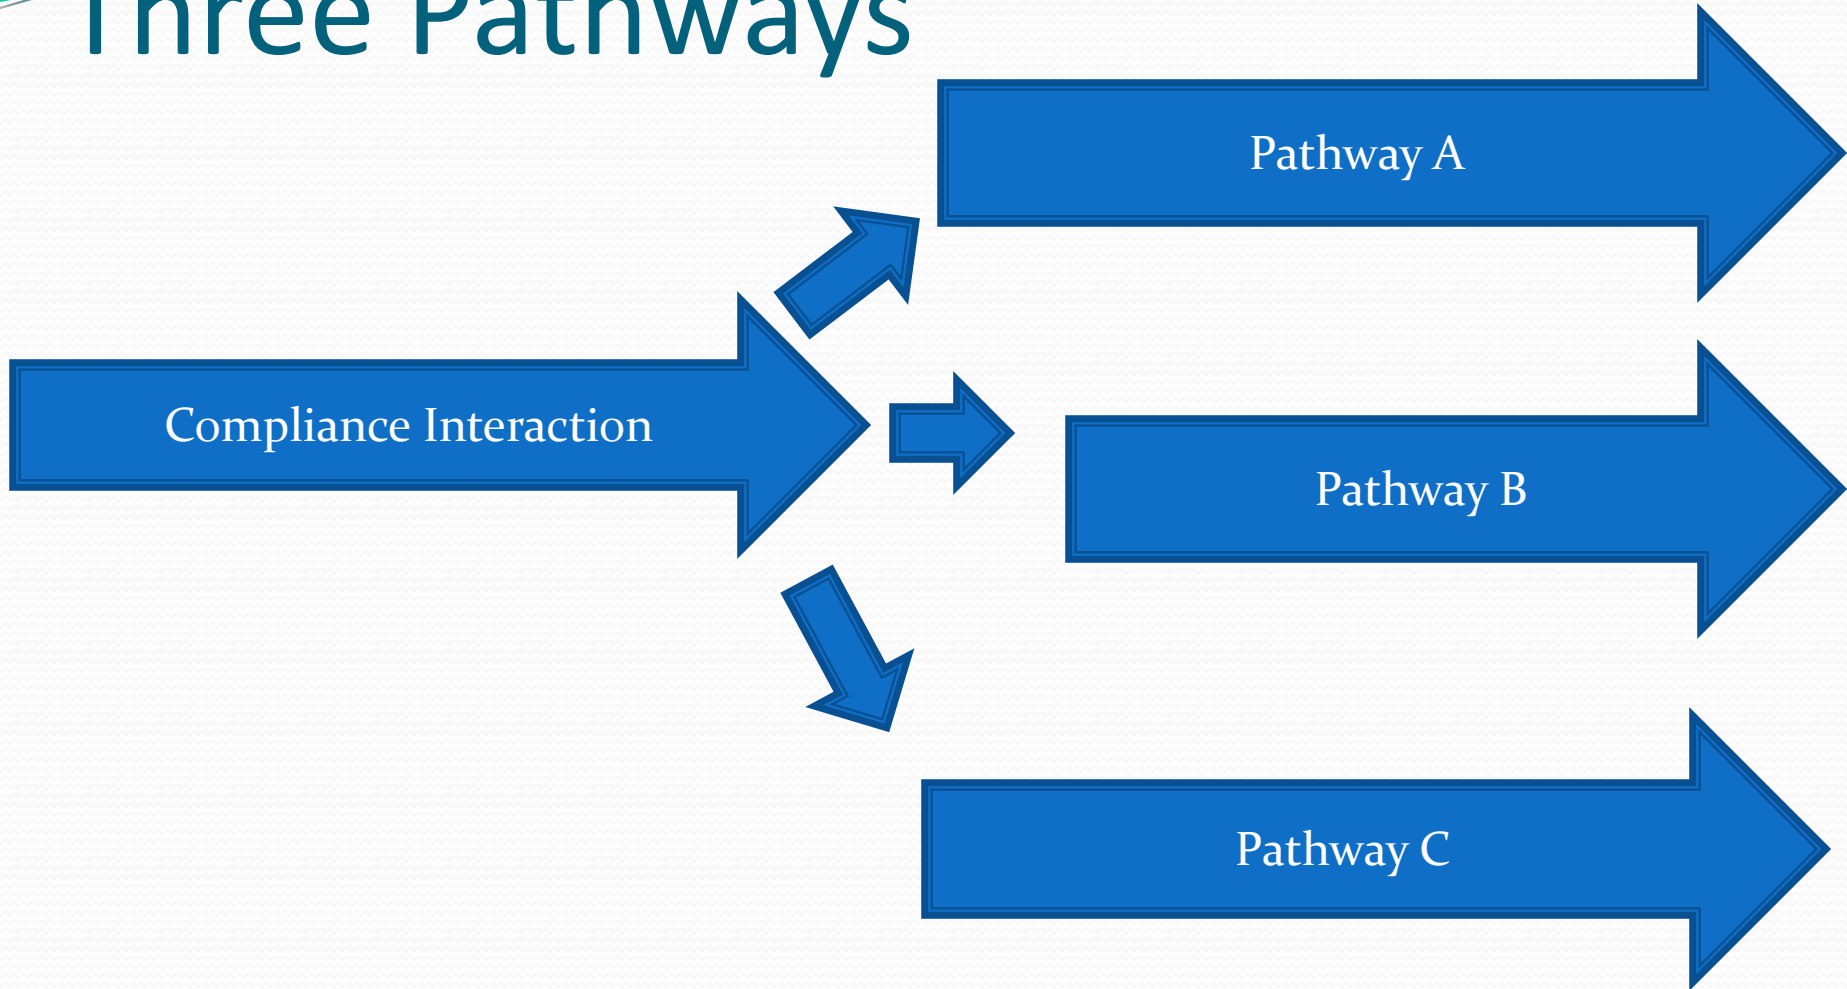 Three Pathways
Pathway A
Compliance Interaction
Pathway B
Pathway C